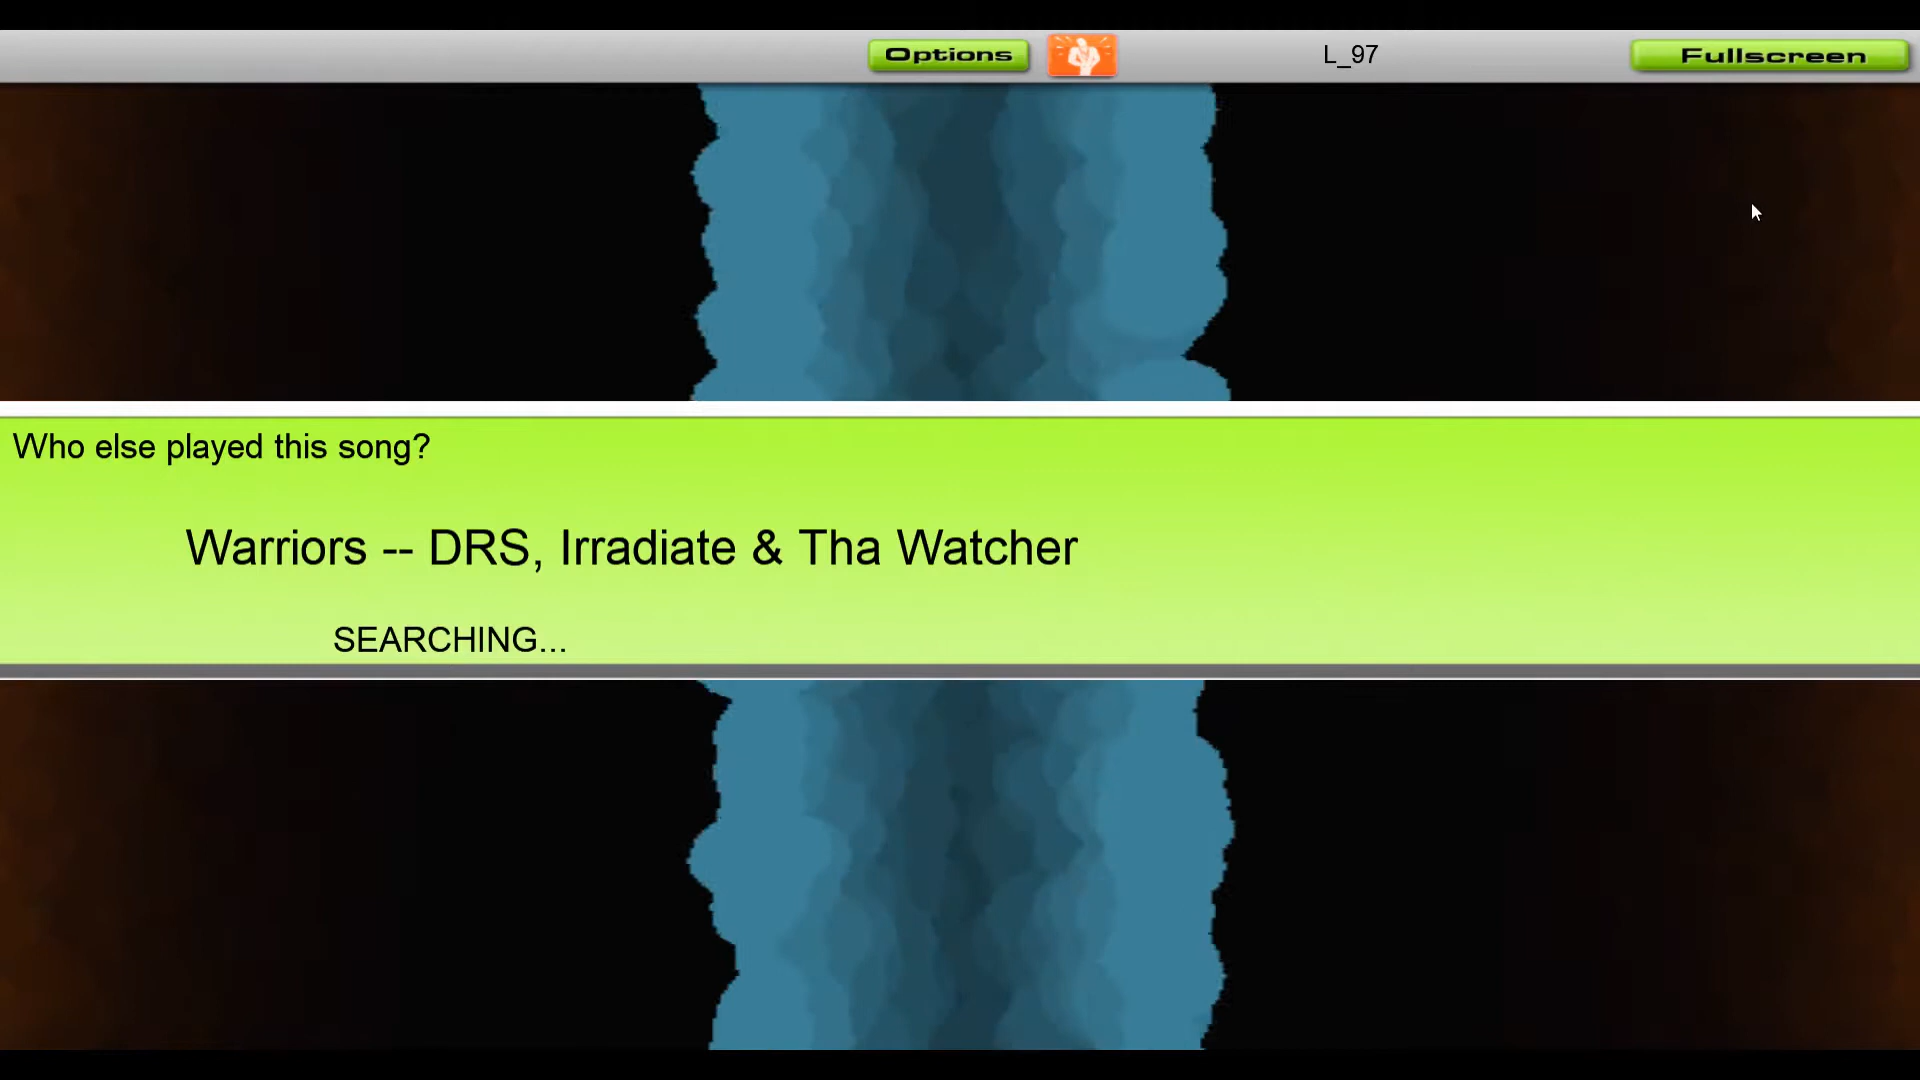 Options
L_97
Fullscreen
Who else played this song?
Warriors -- DRS, Irradiate & Tha Watcher
SEARCHING...